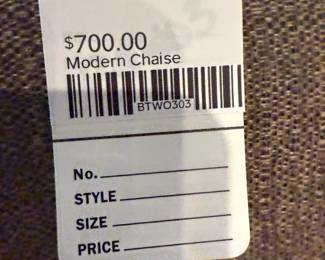 $700.00
Modern Chaise
BTWO303
No.
STYLE
SIZE
PRICE